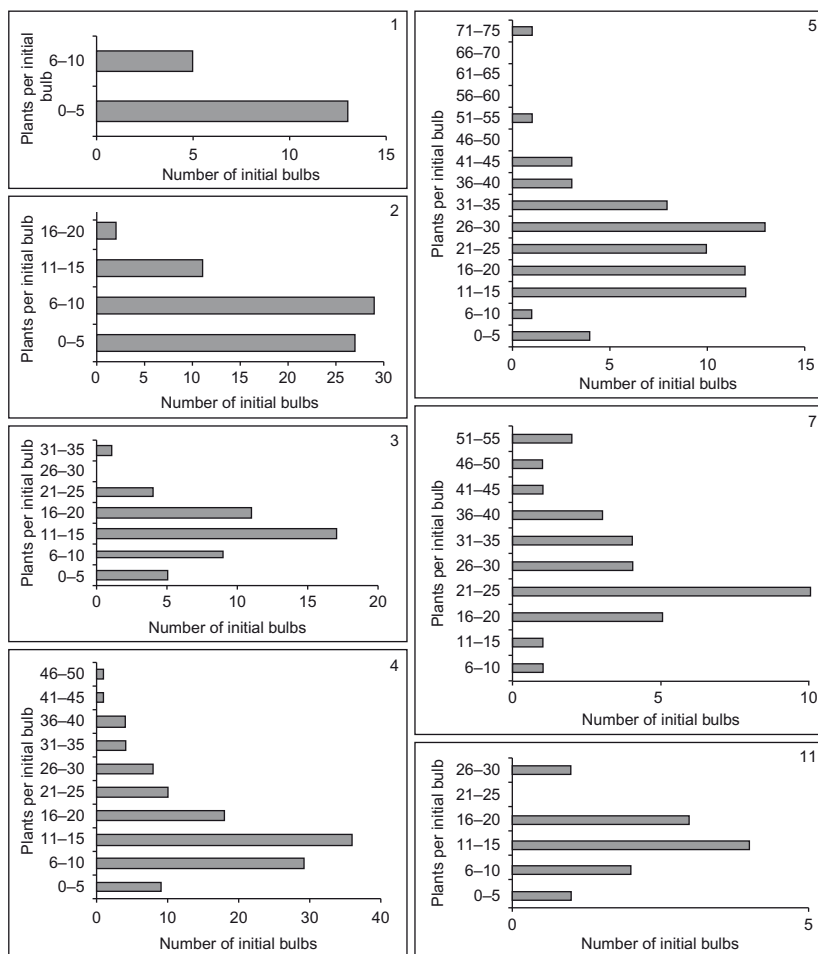 1
Plants per initial
bulb
6–10
0–5
0 5 10 15
Number of initial bulbs
2
Plants per initial bulb
16–20
11–15
6–10
0–5
0 5 10 15 20 25 30
Number of initial bulbs
3
Plants per initial bulb
31–35
26–30
21–25
16–20
11–15
6–10
0–5
0 5 10 15 20
Number of initial bulbs
4
Plants per initial bulb
46–50
41–45
36–40
31–35
26–30
21–25
16–20
11–15
6–10
0–5
0 10 20 30 40
Number of initial bulbs
5
Plants per initial bulb
71–75
66–70
61–65
56–60
51–55
46–50
41–45
36–40
31–35
26–30
21–25
16–20
11–15
6–10
0–5
0 5 10 15
Number of initial bulbs
7
Plants per initial bulb
51–55
46–50
41–45
36–40
31–35
26–30
21–25
16–20
11–15
6–10
0 5 10
Number of initial bulbs
11
Plants per initial bulb
26–30
21–25
16–20
11–15
6–10
0–5
0 5
Number of initial bulbs